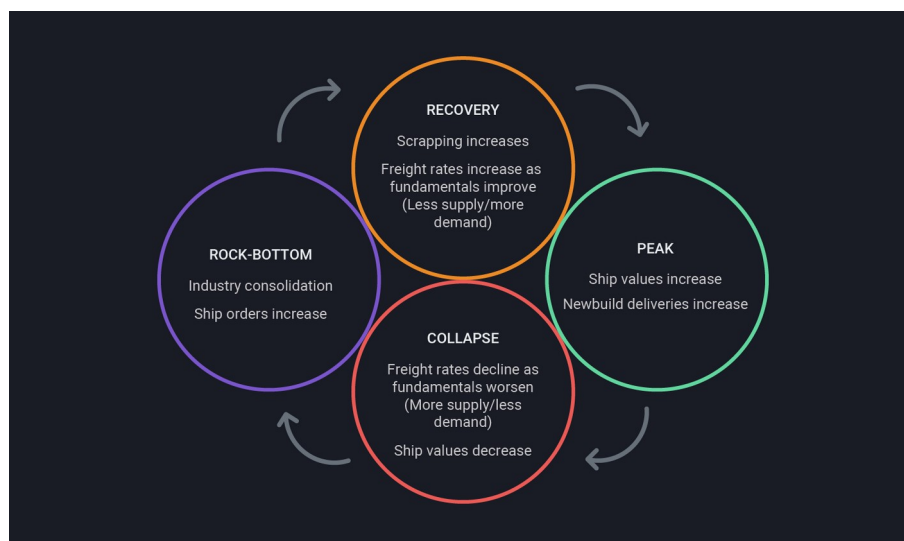 RECOVERY
Scrapping increases
Freight rates increase as
fundamentals improve
(Less supply/more
demand)
ROCK-BOTTOM
Industry consolidation
Ship orders increase
PEAK
Ship values increase
Newbuild deliveries increase
COLLAPSE
Freight rates decline as
fundamentals worsen
(More supply/less
demand)
Ship values decrease